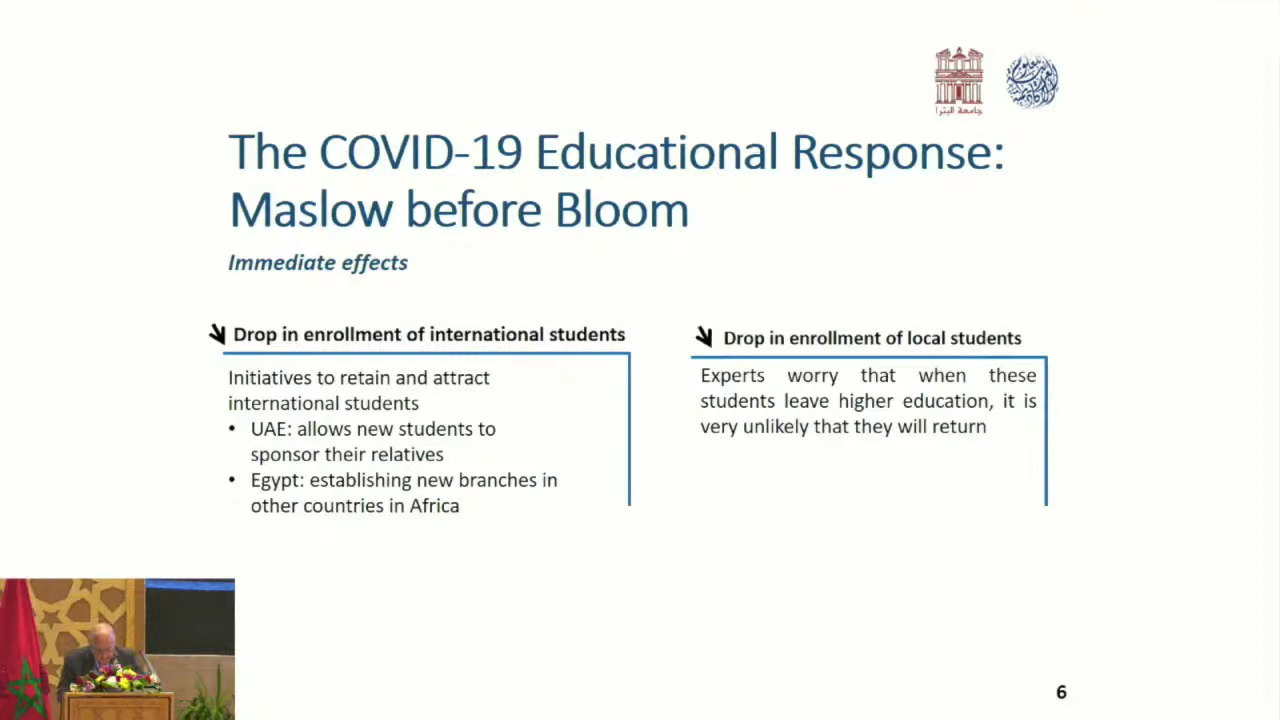 جامعة البترا
The COVID-19 Educational Response:
Maslow before Bloom
Immediate effects
Drop in enrollment of international students
Initiatives to retain and attract
international students
• UAE: allows new students to
sponsor their relatives
• Egypt: establishing new branches in
other countries in Africa
Drop in enrollment of local students
Experts worry that when these
students leave higher education, it is
very unlikely that they will return
6